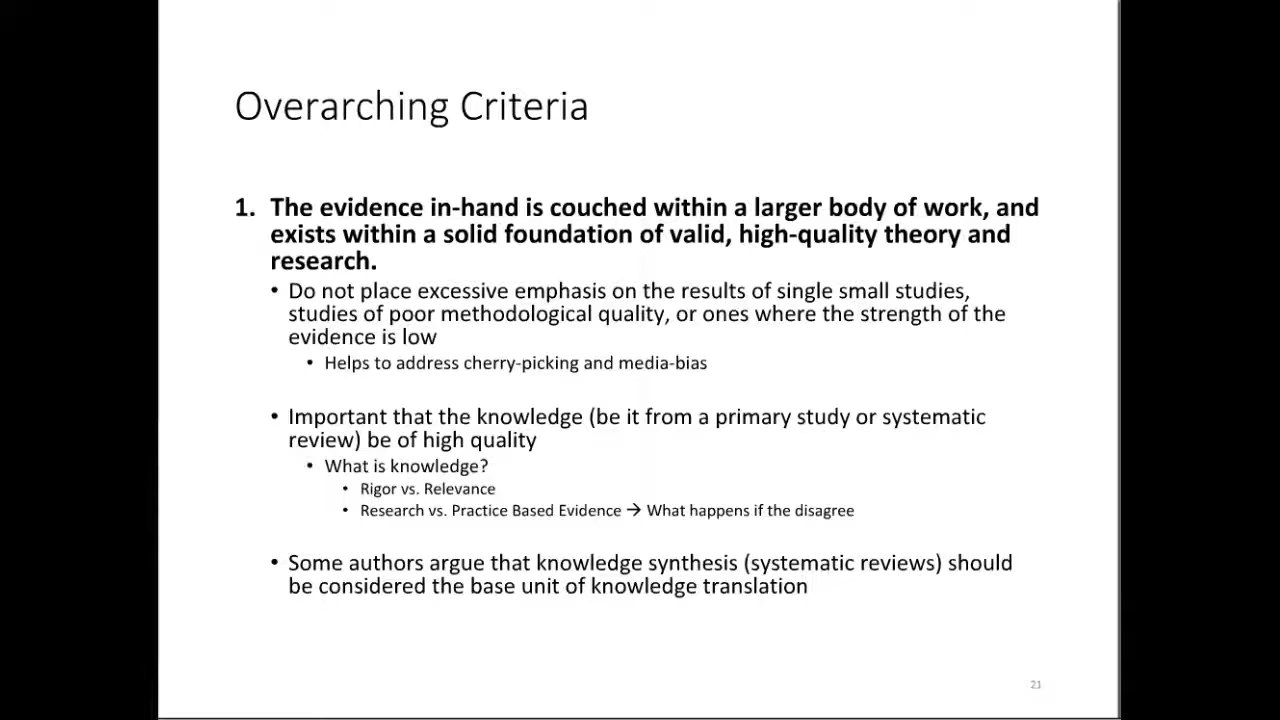 Overarching Criteria
1. The evidence in-hand is couched within a larger body of work, and
exists within a solid foundation of valid, high-quality theory and
research.
• Do not place excessive emphasis on the results of single small studies,
studies of poor methodological quality, or ones where the strength of the
evidence is low
• Helps to address cherry-picking and media-bias
• Important that the knowledge (be it from a primary study or systematic
review) be of high quality
• What is knowledge?
• Rigor vs. Relevance
• Research vs. Practice Based Evidence → What happens if the disagree
• Some authors argue that knowledge synthesis (systematic reviews) should
be considered the base unit of knowledge translation
21